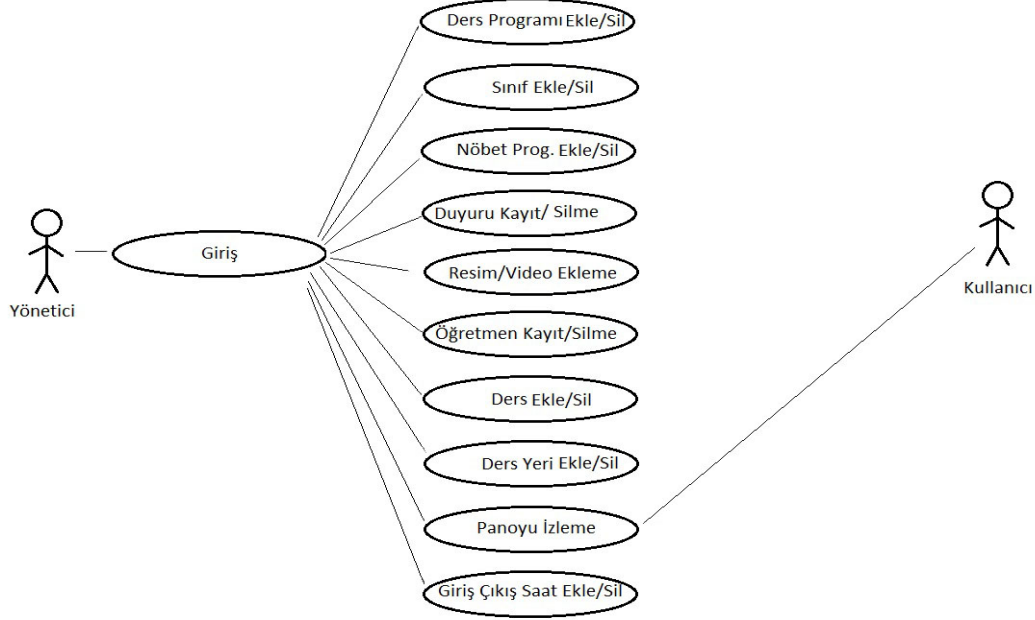 Ders Programı Ekle/Sil
Sınıf Ekle/Sil
Nöbet Prog. Ekle/Sil
Duyuru Kayıt/ Silme
Giriş
Resim/Video Ekleme
Yönetici
Kullanıcı
Öğretmen Kayıt/Silme
Ders Ekle/Sil
Ders Yeri Ekle/Sil
Panoyu İzleme
Giriş Çıkış Saat Ekle/Sil